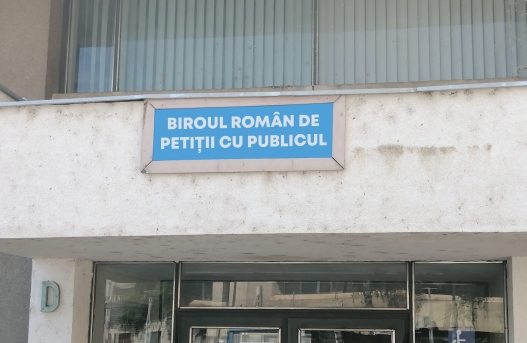 BIROUL ROMÂN DE
PETIȚII CU PUBLICUL
D